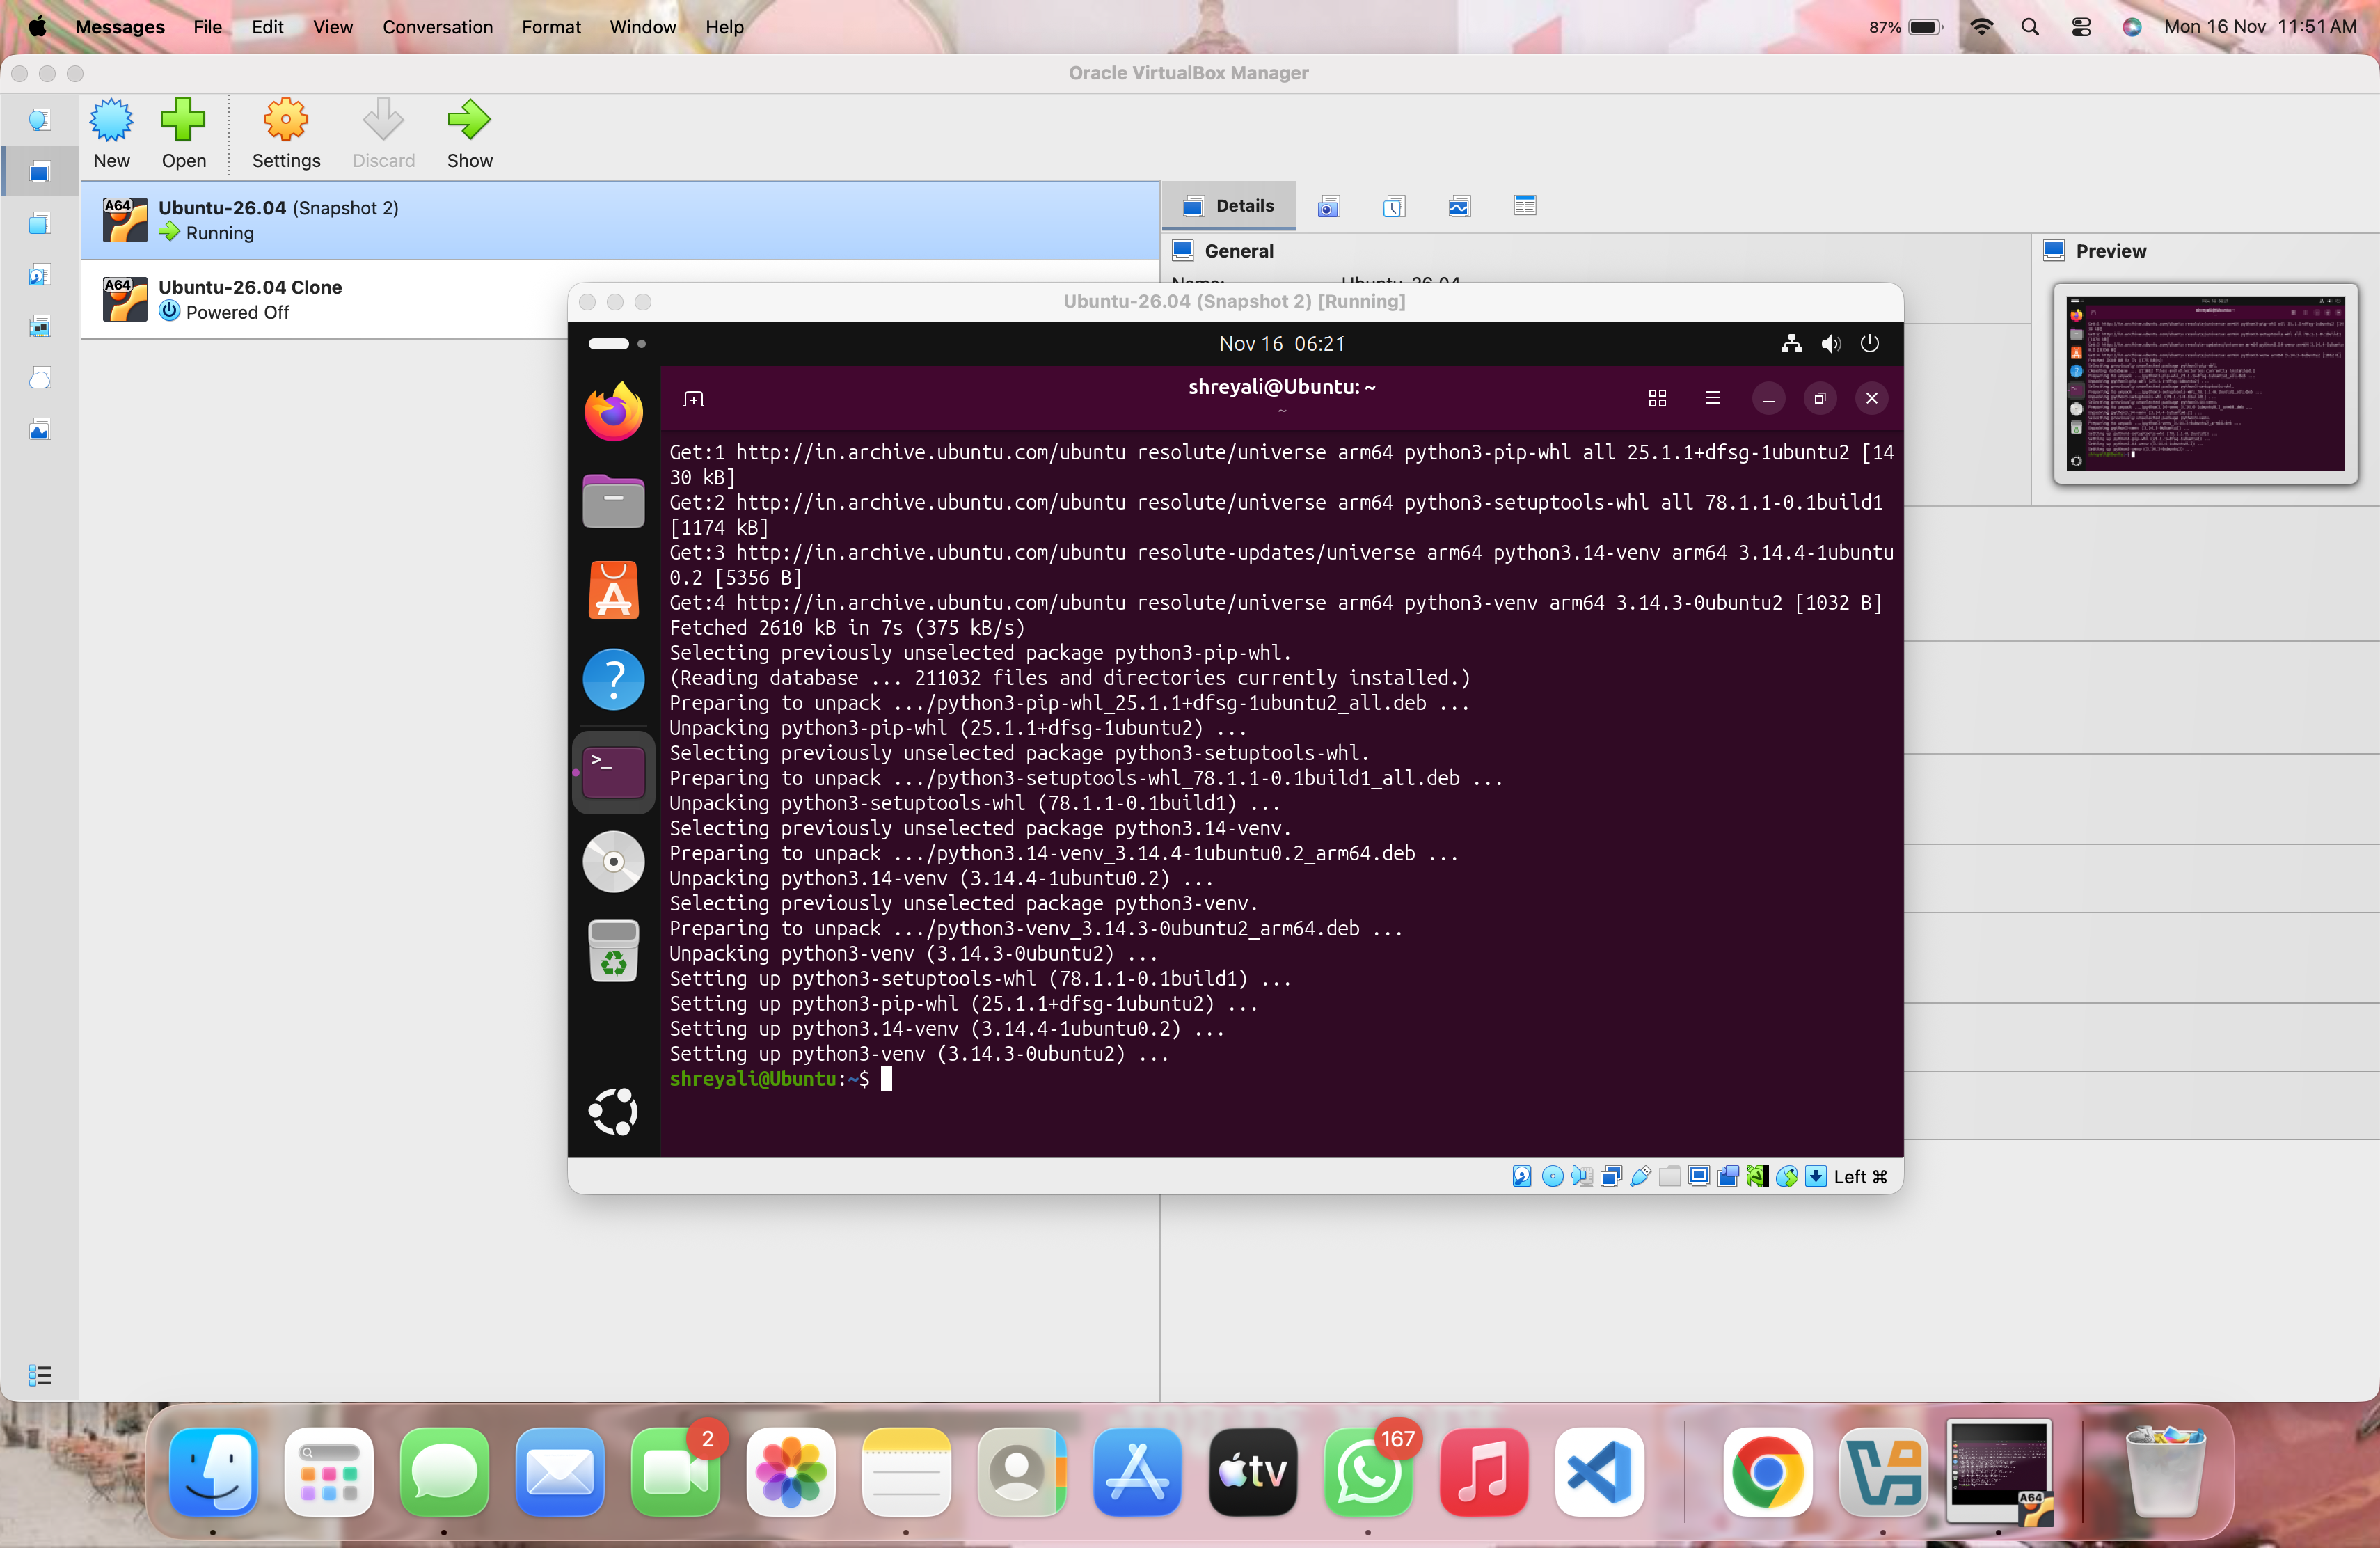 Messages File Edit View Conversation Format Window Help 87% Mon 16 Nov 11:51 AM
Oracle VirtualBox Manager
New Open Settings Discard Show
Ubuntu-26.04 (Snapshot 2)
Running
Ubuntu-26.04 Clone
Powered Off
A64
A64
Details
General
Preview
Ubuntu-26.04 (Snapshot 2) [Running]
Nov 16 06:21
shreyali@Ubuntu: ~
~
Get:1 http://in.archive.ubuntu.com/ubuntu resolute/universe arm64 python3-pip-whl all 25.1.1+dfsg-1ubuntu2 [14
30 kB]
Get:2 http://in.archive.ubuntu.com/ubuntu resolute/universe arm64 python3-setuptools-whl all 78.1.1-0.1build1
[1174 kB]
Get:3 http://in.archive.ubuntu.com/ubuntu resolute-updates/universe arm64 python3.14-venv arm64 3.14.4-1ubuntu
0.2 [5356 B]
Get:4 http://in.archive.ubuntu.com/ubuntu resolute/universe arm64 python3-venv arm64 3.14.3-0ubuntu2 [1032 B]
Fetched 2610 kB in 7s (375 kB/s)
Selecting previously unselected package python3-pip-whl.
(Reading database ... 211032 files and directories currently installed.)
Preparing to unpack .../python3-pip-whl_25.1.1+dfsg-1ubuntu2_all.deb ...
Unpacking python3-pip-whl (25.1.1+dfsg-1ubuntu2) ...
Selecting previously unselected package python3-setuptools-whl.
Preparing to unpack .../python3-setuptools-whl_78.1.1-0.1build1_all.deb ...
Unpacking python3-setuptools-whl (78.1.1-0.1build1) ...
Selecting previously unselected package python3.14-venv.
Preparing to unpack .../python3.14-venv_3.14.4-1ubuntu0.2_arm64.deb ...
Unpacking python3.14-venv (3.14.4-1ubuntu0.2) ...
Selecting previously unselected package python3-venv.
Preparing to unpack .../python3-venv_3.14.3-0ubuntu2_arm64.deb ...
Unpacking python3-venv (3.14.3-0ubuntu2) ...
Setting up python3-setuptools-whl (78.1.1-0.1build1) ...
Setting up python3-pip-whl (25.1.1+dfsg-1ubuntu2) ...
Setting up python3.14-venv (3.14.4-1ubuntu0.2) ...
Setting up python3-venv (3.14.3-0ubuntu2) ...
shreyali@Ubuntu:~$
Left ⌘
2
tv
167
A64